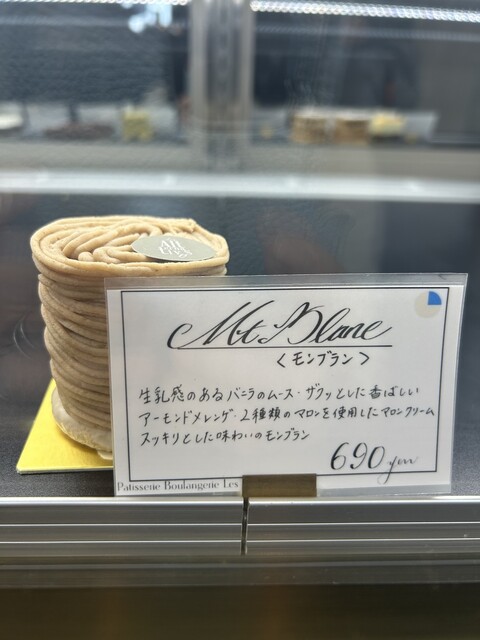 Mt Blanc
〈モンブラン〉
生乳感のあるバニラのムース・ザクッとした香ばしい
アーモンドメレンゲ・2種類のマロンを使用したマロンクリーム
スッキリとした味わいのモンブラン
690 yen
Patisserie Boulangerie Les